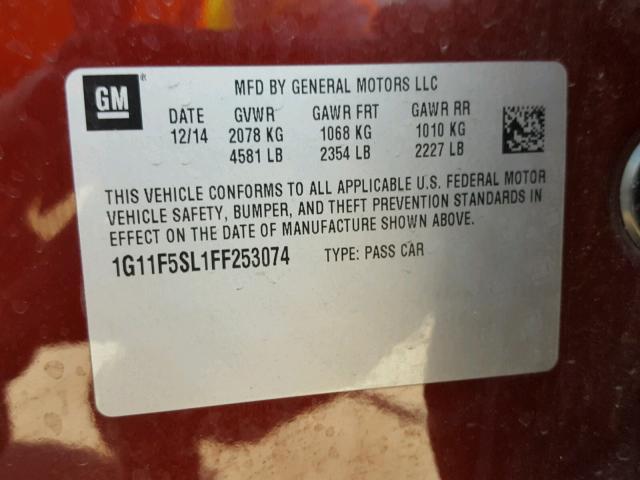 GM®
MFD BY GENERAL MOTORS LLC
DATE GVWR GAWR FRT GAWR RR
12/14 2078 KG 1068 KG 1010 KG
4581 LB 2354 LB 2227 LB
THIS VEHICLE CONFORMS TO ALL APPLICABLE U.S. FEDERAL MOTOR
VEHICLE SAFETY, BUMPER, AND THEFT PREVENTION STANDARDS IN
EFFECT ON THE DATE OF MANUFACTURE SHOWN ABOVE.
1G11F5SL1FF253074 TYPE: PASS CAR